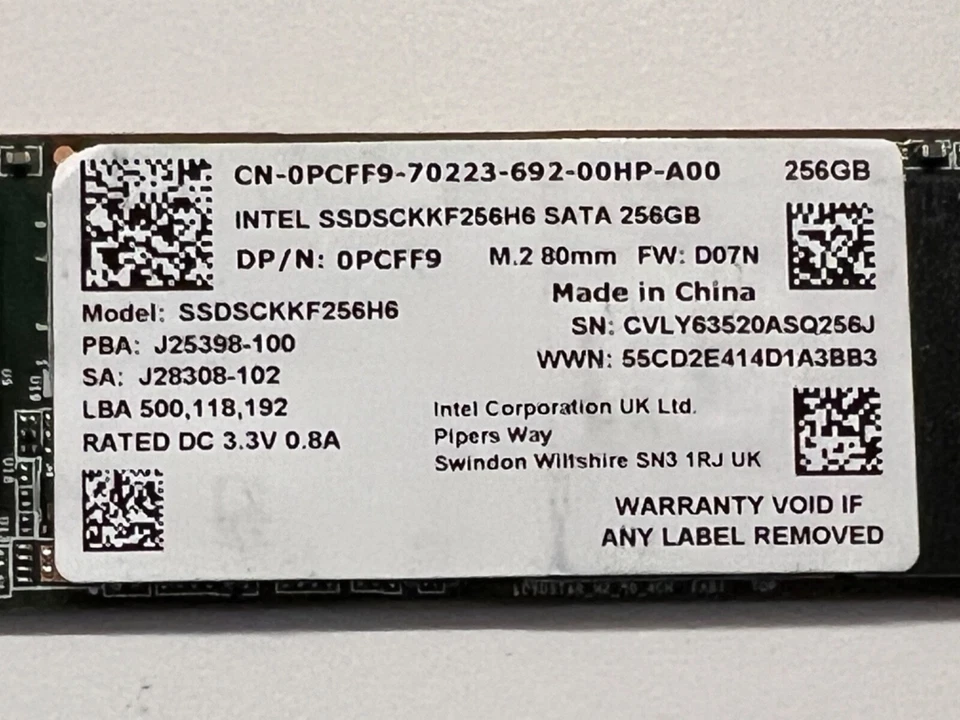 CN-0PCFF9-70223-692-00HP-A00 256GB
INTEL SSDSCKKF256H6 SATA 256GB
DP/N: 0PCFF9 M.2 80mm FW: D07N
Made in China
Model: SSDSCKKF256H6
SN: CVLY63520ASQ256J
PBA: J25398-100
WWN: 55CD2E414D1A3BB3
SA: J28308-102
LBA 500,118,192
RATED DC 3.3V 0.8A
Intel Corporation UK Ltd.
Pipers Way
Swindon Wiltshire SN3 1RJ UK
WARRANTY VOID IF
ANY LABEL REMOVED